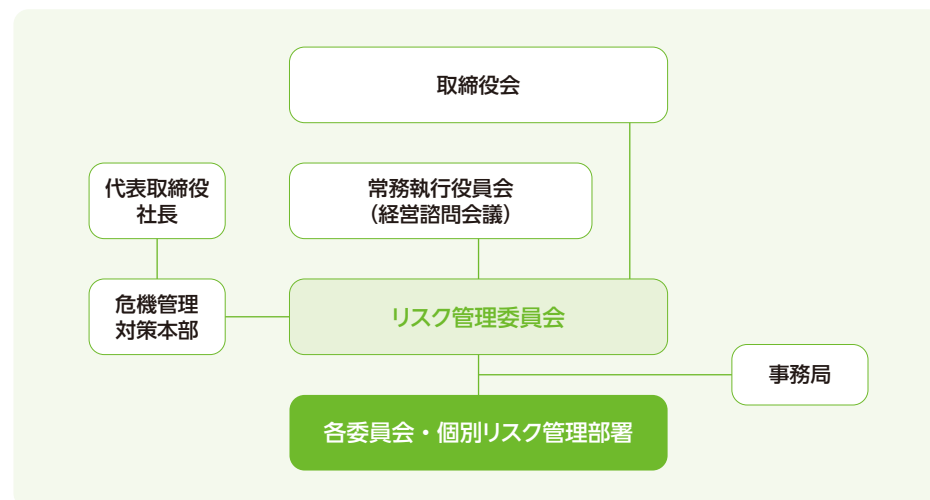 取締役会
代表取締役
社長
常務執行役員会
（経営諮問会議）
危機管理
対策本部
リスク管理委員会
事務局
各委員会・個別リスク管理部署